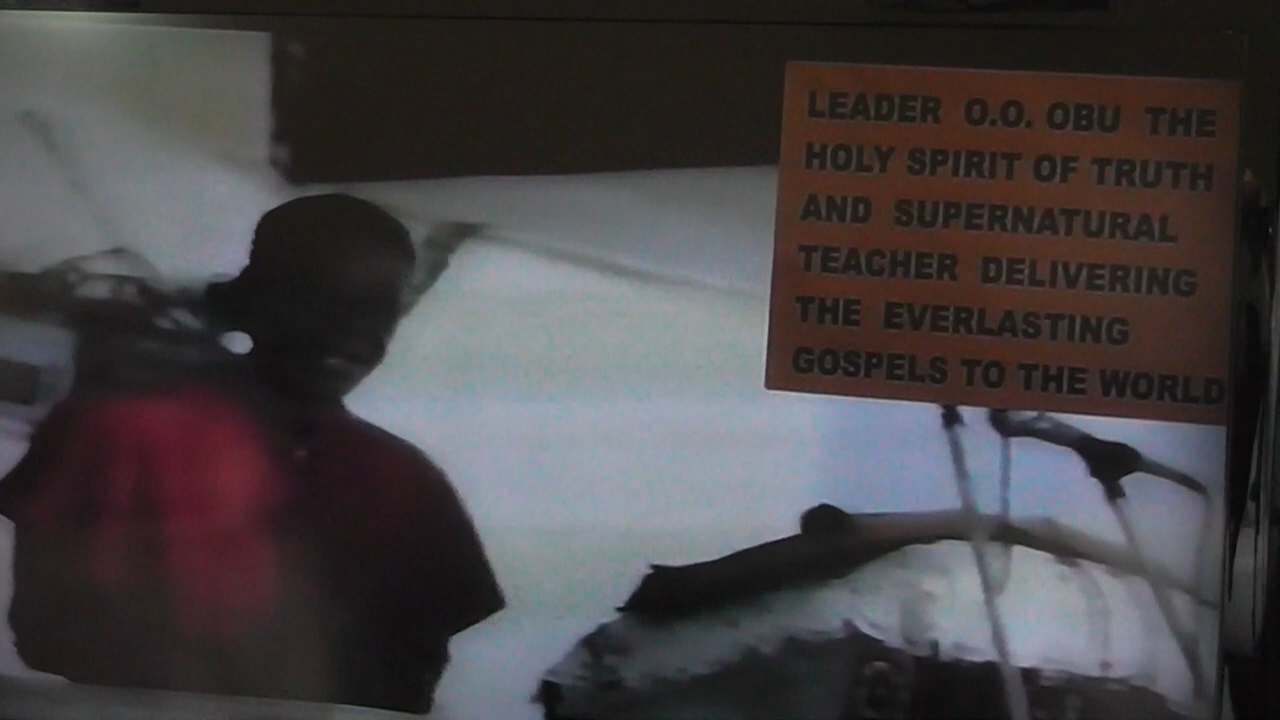 LEADER O.O. OBU THE
HOLY SPIRIT OF TRUTH
AND SUPERNATURAL
TEACHER DELIVERING
THE EVERLASTING
GOSPELS TO THE WORLD